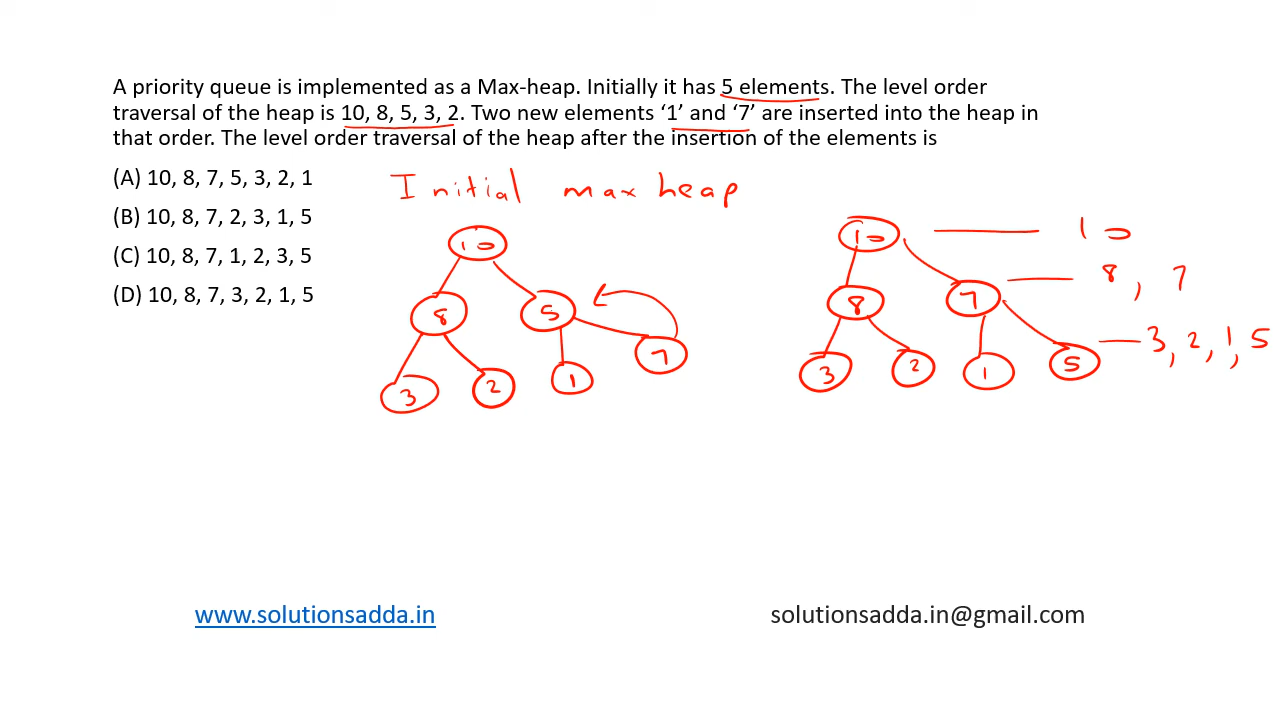 A priority queue is implemented as a Max-heap. Initially it has 5 elements. The level order
traversal of the heap is 10, 8, 5, 3, 2. Two new elements ‘1’ and ‘7’ are inserted into the heap in
that order. The level order traversal of the heap after the insertion of the elements is
(A) 10, 8, 7, 5, 3, 2, 1
(B) 10, 8, 7, 2, 3, 1, 5
(C) 10, 8, 7, 1, 2, 3, 5
(D) 10, 8, 7, 3, 2, 1, 5
Initial max heap
10
8 5
7
3 2 1
10 10
8 7 8, 7
3 2 1 5 3, 2, 1, 5
www.solutionsadda.in
solutionsadda.in@gmail.com